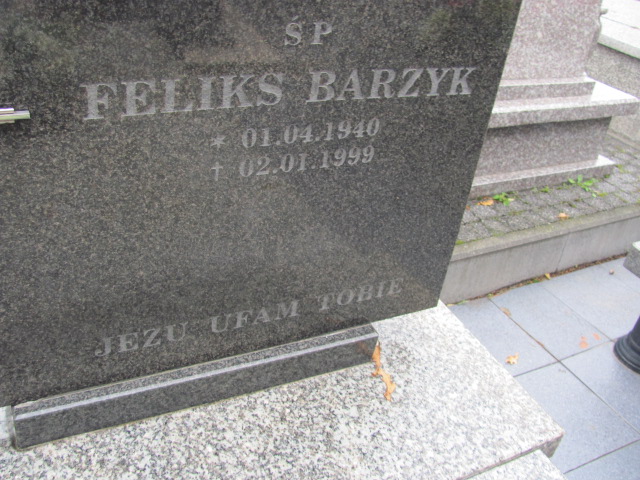 ŚP
FELIKS BARZYK
* 01.04.1940
† 02.01.1999
JEZU UFAM TOBIE